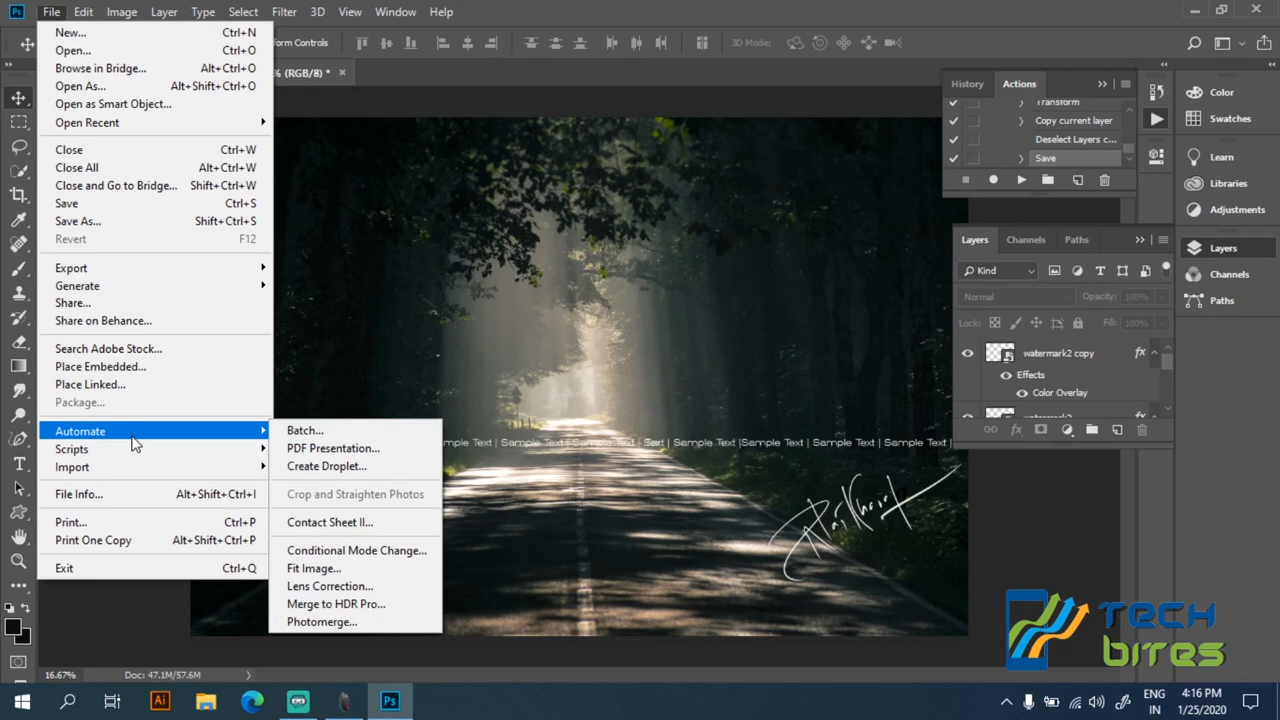 Ps File Edit Image Layer Type Select Filter 3D View Window Help
New... Ctrl+N
Open... Ctrl+O
Browse in Bridge... Alt+Ctrl+O
Open As... Alt+Shift+Ctrl+O
Open as Smart Object...
Open Recent
Close Ctrl+W
Close All Alt+Ctrl+W
Close and Go to Bridge... Shift+Ctrl+W
Save Ctrl+S
Save As... Shift+Ctrl+S
Revert F12
Export
Generate
Share...
Share on Behance...
Search Adobe Stock...
Place Embedded...
Place Linked...
Package...
Automate
Scripts
Import
File Info... Alt+Shift+Ctrl+I
Print... Ctrl+P
Print One Copy Alt+Shift+Ctrl+P
Exit Ctrl+Q
Batch...
PDF Presentation...
Create Droplet...
Crop and Straighten Photos
Contact Sheet II...
Conditional Mode Change...
Fit Image...
Lens Correction...
Merge to HDR Pro...
Photomerge...
form Controls 3D Mode:
% (RGB/8) *
mple Text | Sample Text | Sample Text | Sample Text | Sample Text | Sample Text | Sample Text | Sample Text
History Actions
Transform
Copy current layer
Deselect Layers c...
Save
Layers Channels Paths
Kind
Normal Opacity: 100%
Lock: Fill: 100%
watermark2 copy fx
Effects
Color Overlay
watermark2
Color
Swatches
Learn
Libraries
Adjustments
Layers
Channels
Paths
TECH
BITES
16.67% Doc: 47.1M/57.6M
Ai Ps
ENG
IN
4:16 PM
1/25/2020